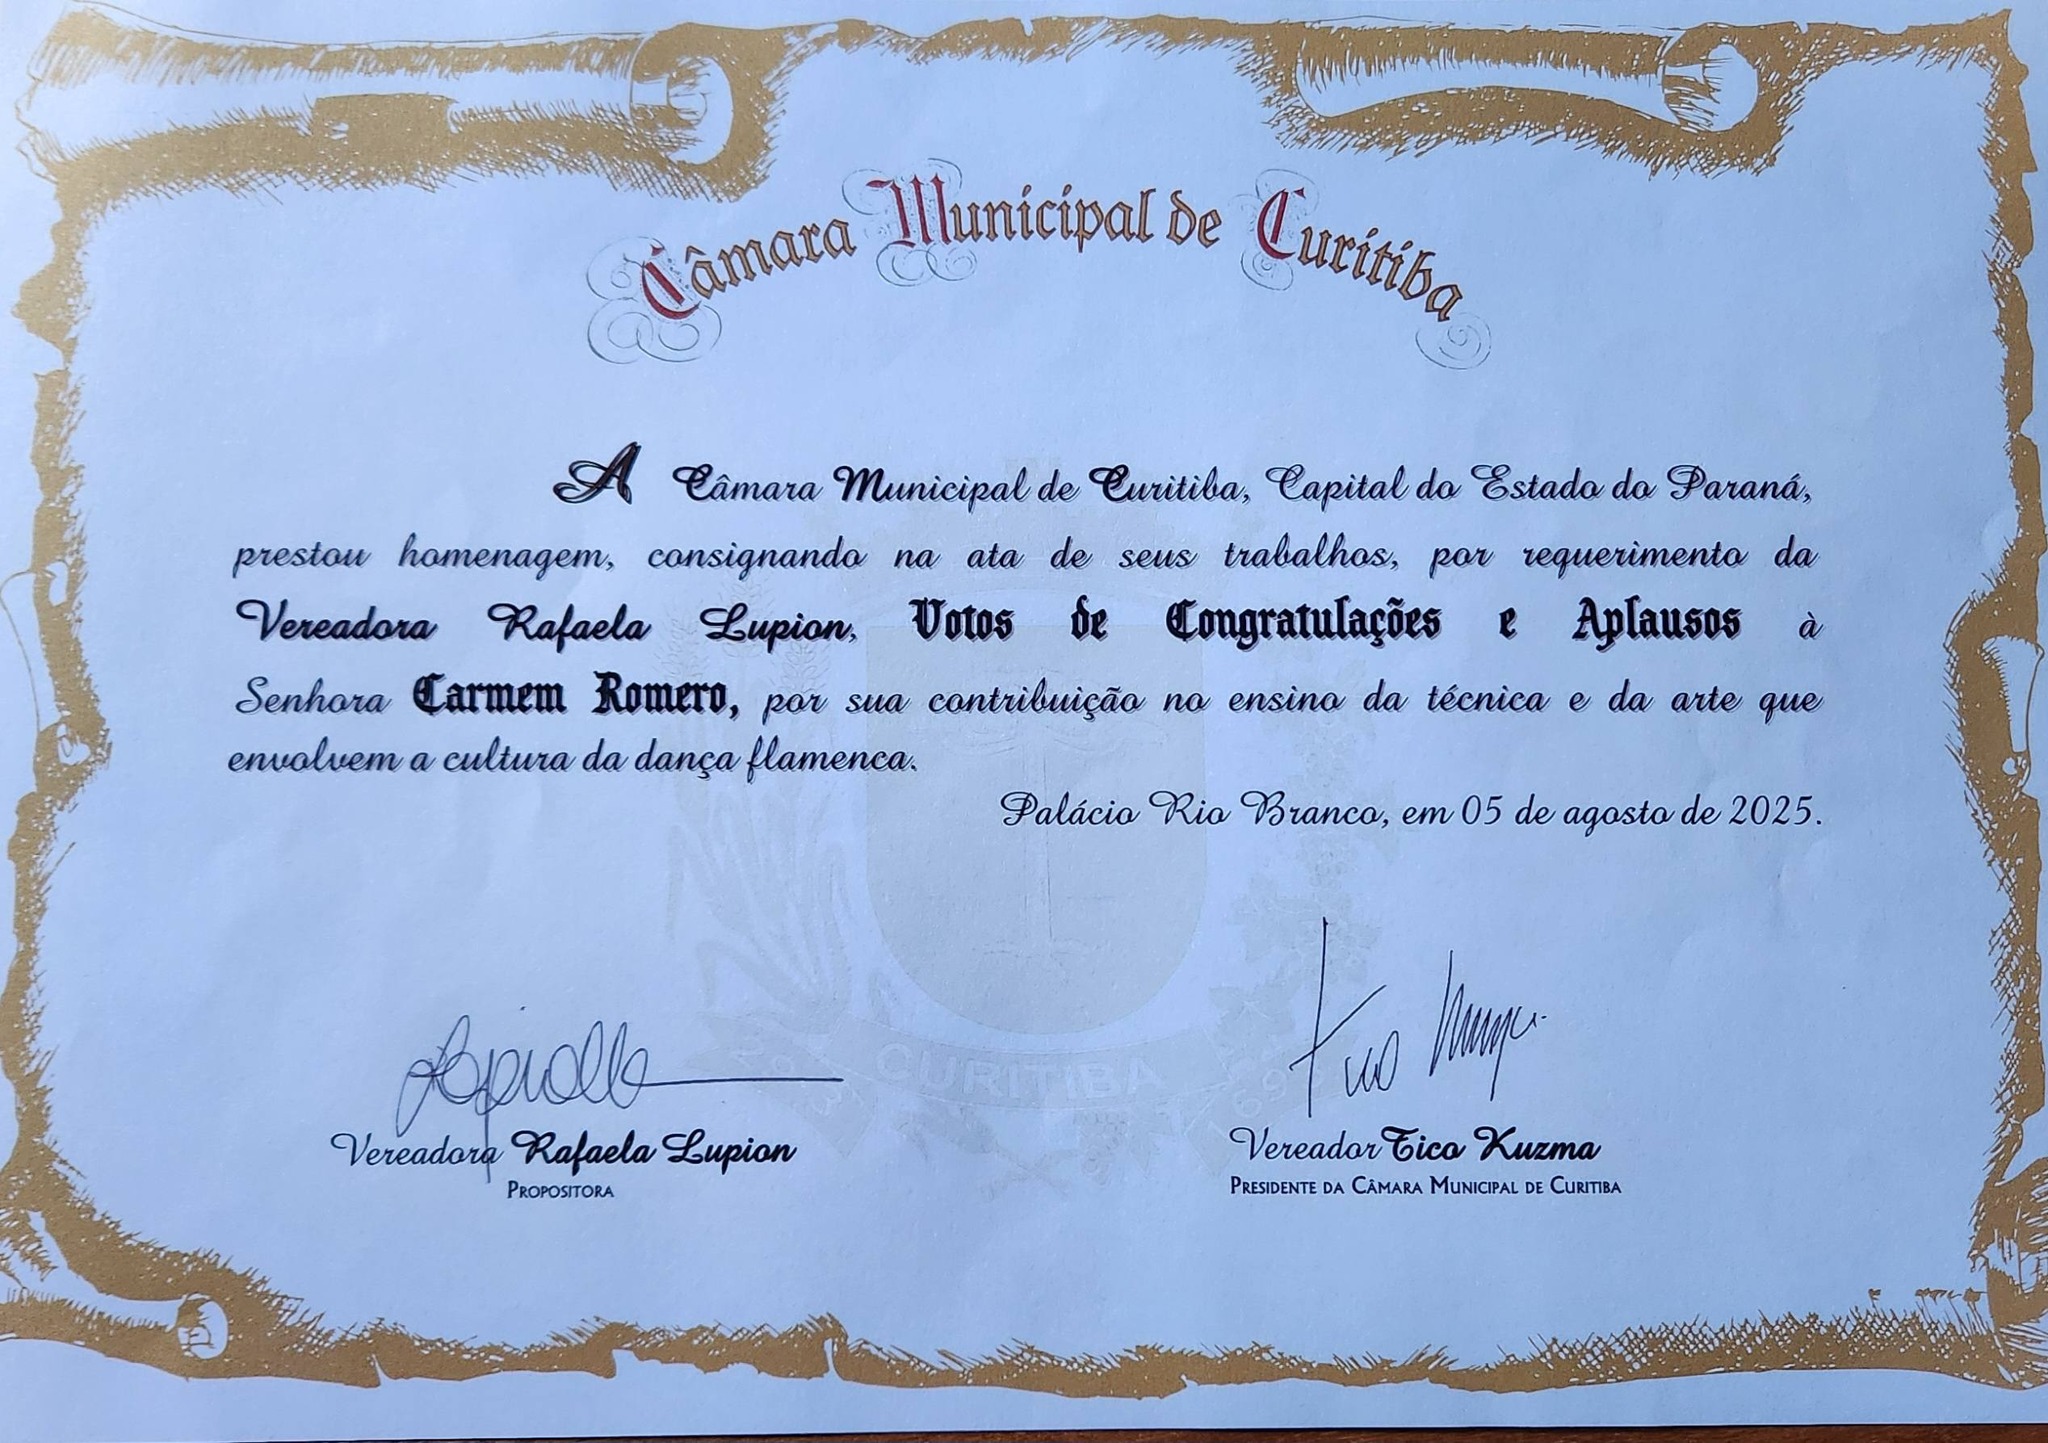 Câmara Municipal de Curitiba
A Câmara Municipal de Curitiba, Capital do Estado do Paraná,
prestou homenagem, consignando na ata de seus trabalhos, por requerimento da
Vereadora Rafaela Lupion, Votos de Congratulações e Aplausos à
Senhora Carmem Romero, por sua contribuição no ensino da técnica e da arte que
envolvem a cultura da dança flamenca.
Palácio Rio Branco, em 05 de agosto de 2025.
CURITIBA
Vereadora Rafaela Lupion
PROPOSITORA
Vereador Tico Kuzma
PRESIDENTE DA CÂMARA MUNICIPAL DE CURITIBA